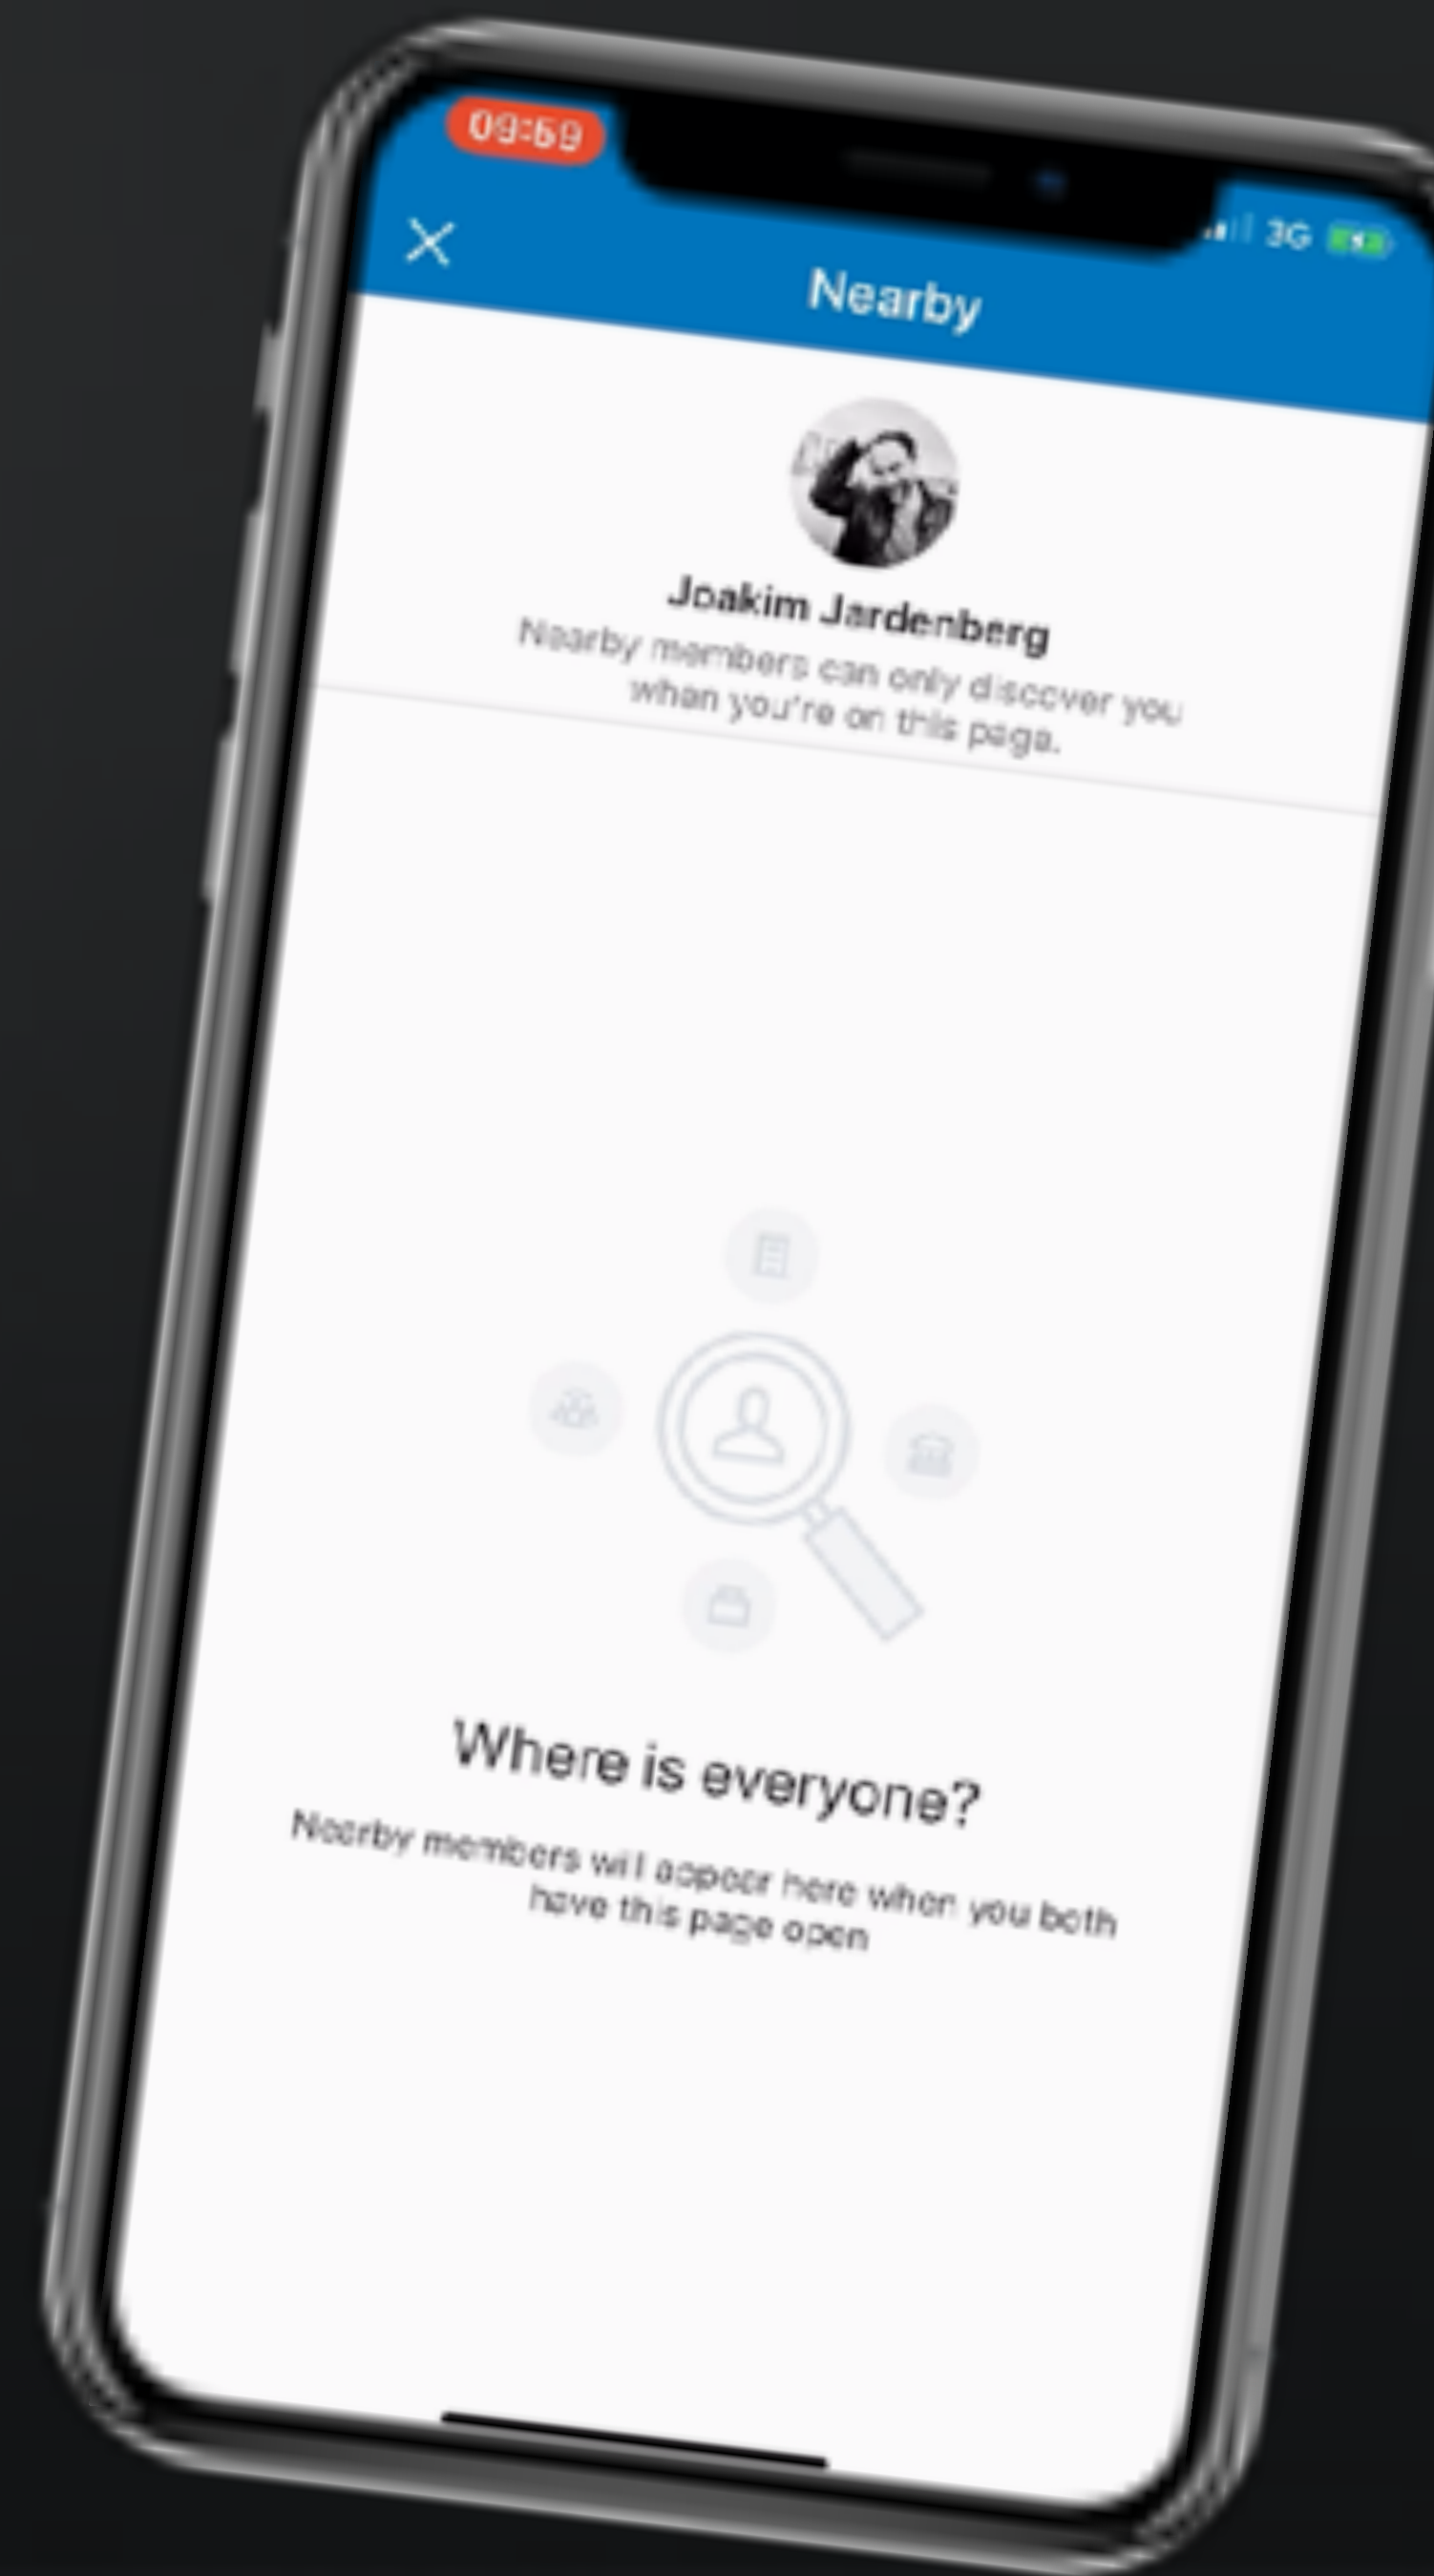 09:59
3G
Nearby
Joakim Jardenberg
Nearby members can only discover you
when you're on this page.
Where is everyone?
Nearby members will appear here when you both
have this page open